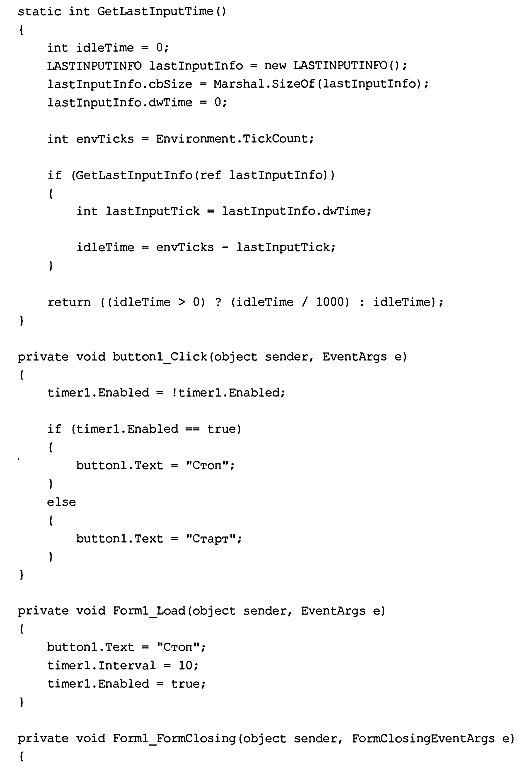 static int GetLastInputTime()
{
    int idleTime = 0;
    LASTINPUTINFO lastInputInfo = new LASTINPUTINFO();
    lastInputInfo.cbSize = Marshal.SizeOf(lastInputInfo);
    lastInputInfo.dwTime = 0;

    int envTicks = Environment.TickCount;

    if (GetLastInputInfo(ref lastInputInfo))
    {
        int lastInputTick = lastInputInfo.dwTime;

        idleTime = envTicks - lastInputTick;
    }

    return ((idleTime > 0) ? (idleTime / 1000) : idleTime);
}

private void button1_Click(object sender, EventArgs e)
{
    timer1.Enabled = !timer1.Enabled;

    if (timer1.Enabled == true)
    {
        button1.Text = "Стоп";
    }
    else
    {
        button1.Text = "Старт";
    }
}

private void Form1_Load(object sender, EventArgs e)
{
    button1.Text = "Стоп";
    timer1.Interval = 10;
    timer1.Enabled = true;
}

private void Form1_FormClosing(object sender, FormClosingEventArgs e)
{